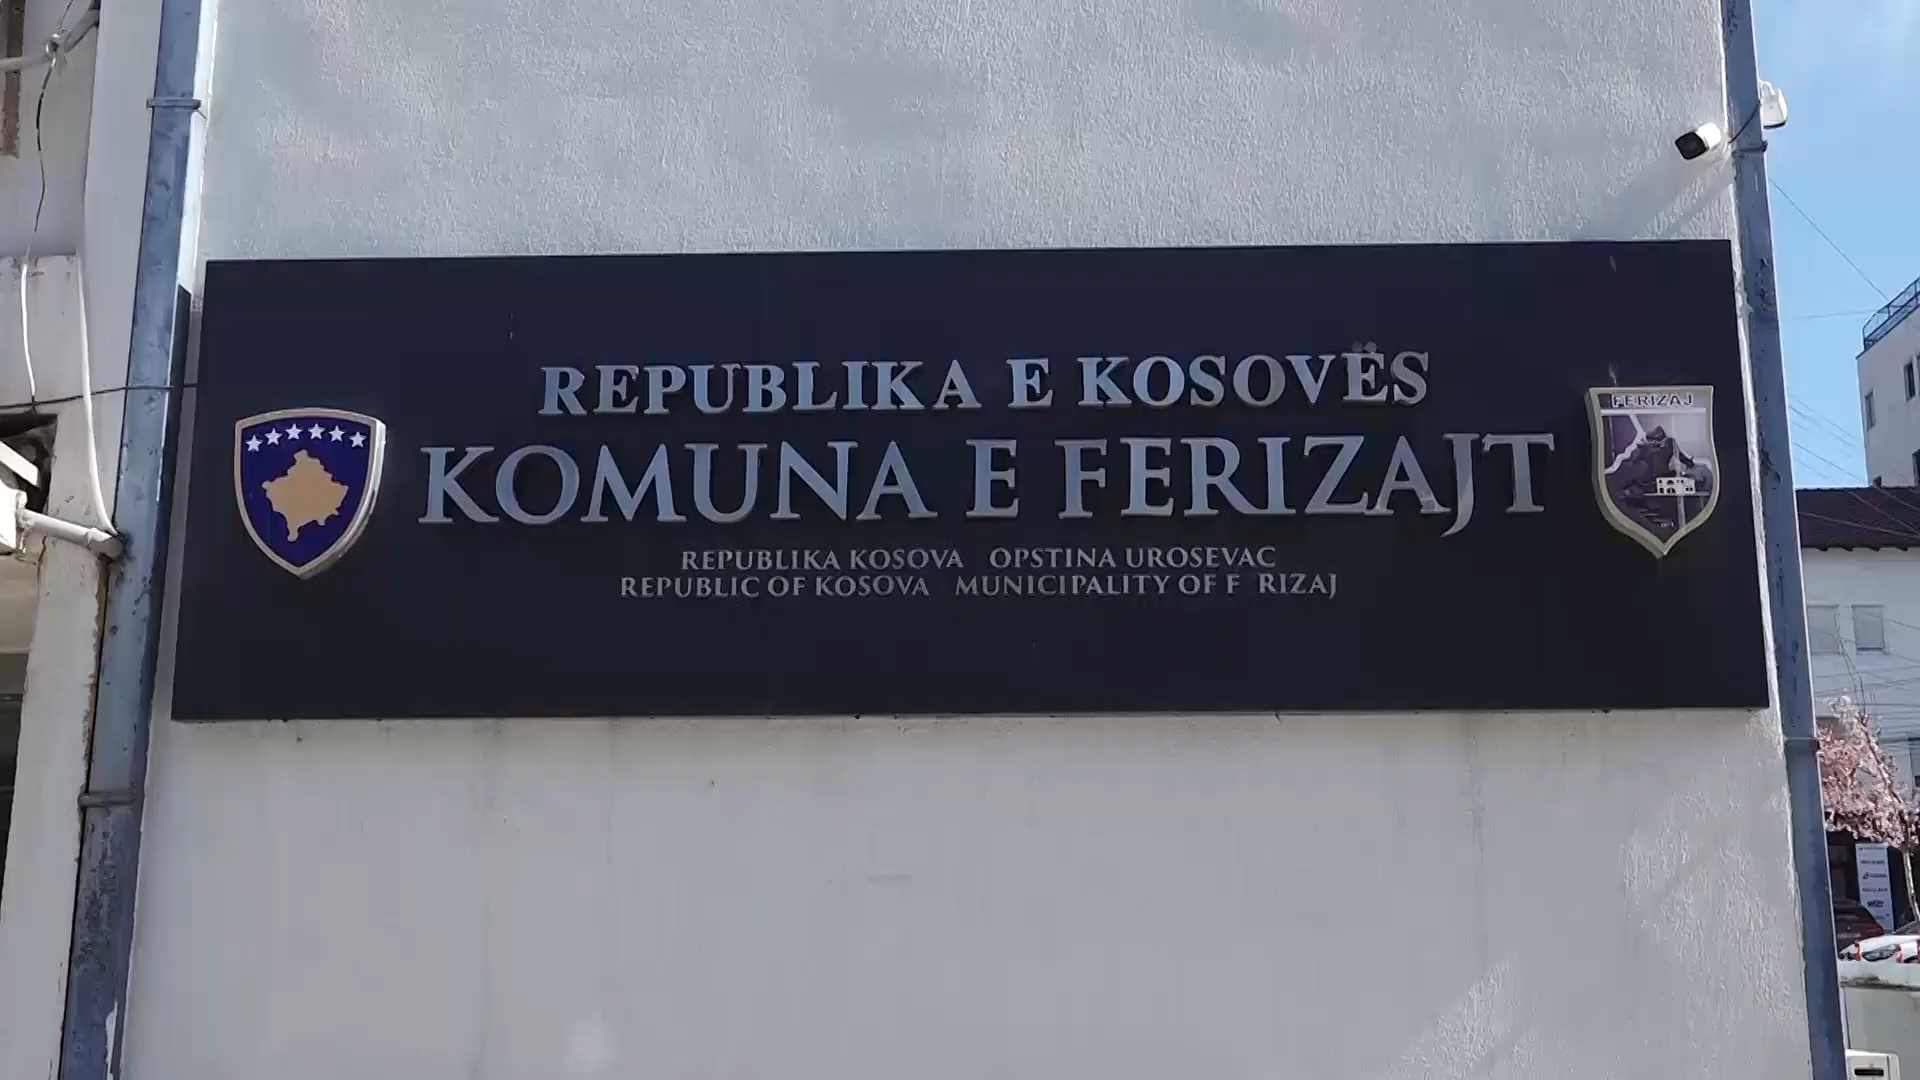 REPUBLIKA E KOSOVËS
KOMUNA E FERIZAJT
REPUBLIKA KOSOVA OPSTINA UROSEVAC
REPUBLIC OF KOSOVA MUNICIPALITY OF F RIZAJ
FERIZAJ